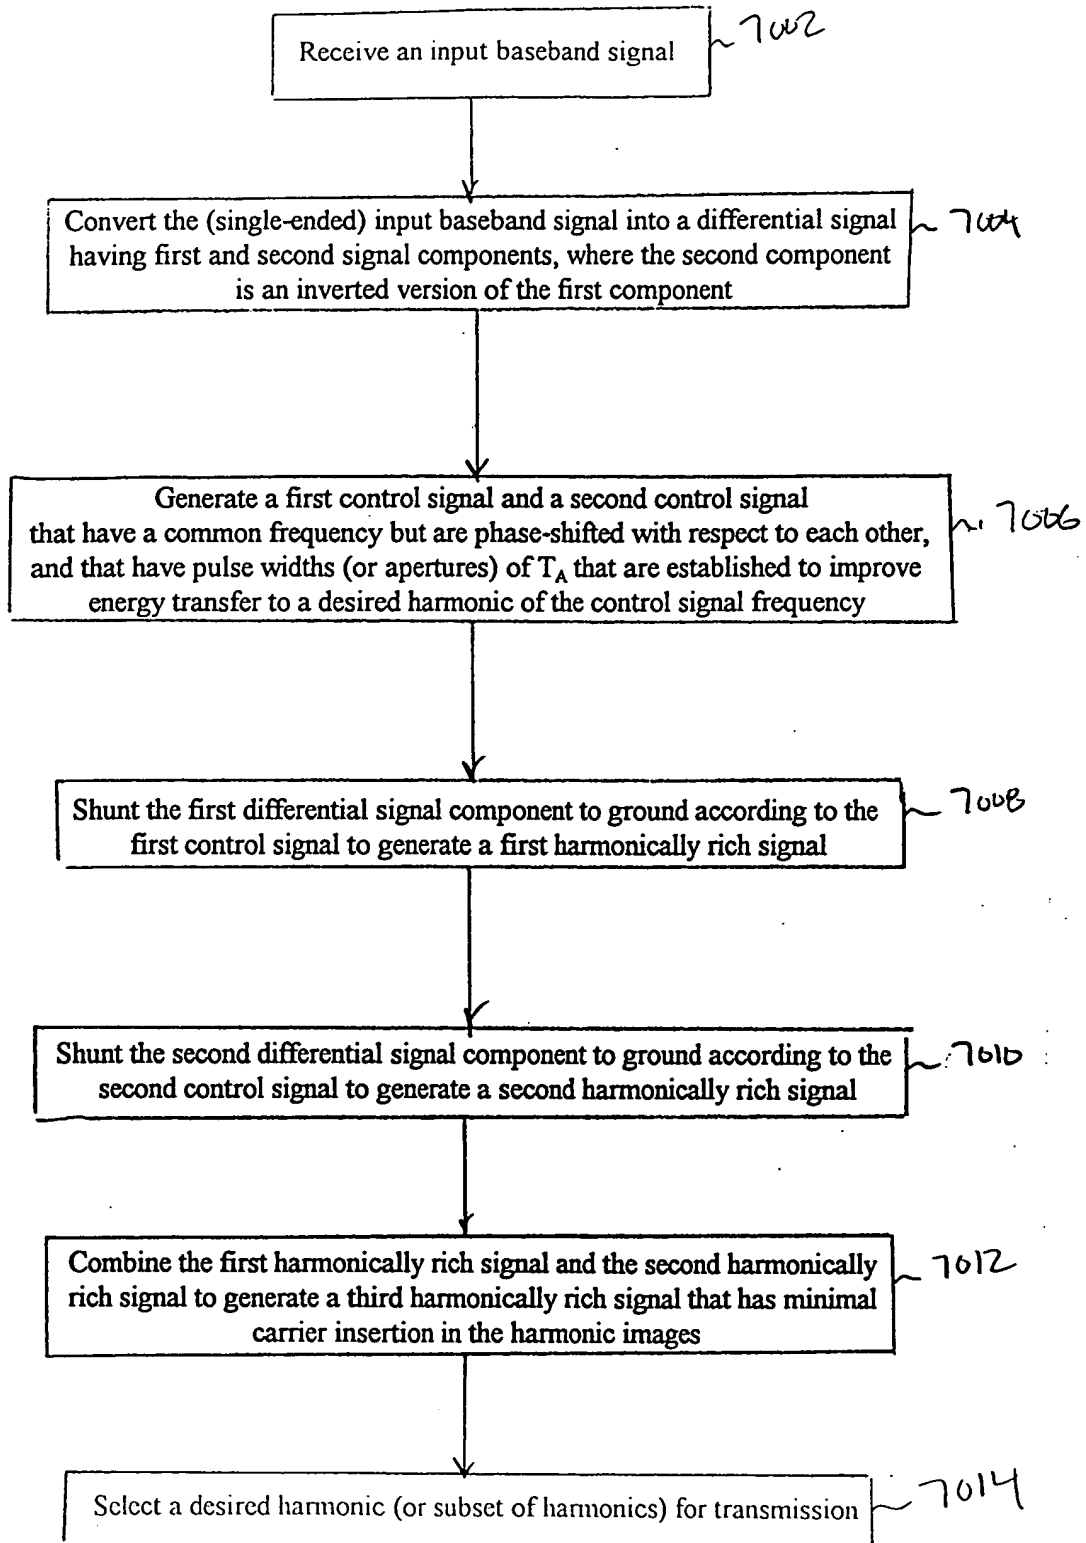 Receive an input baseband signal
7002
Convert the (single-ended) input baseband signal into a differential signal
having first and second signal components, where the second component
is an inverted version of the first component
7004
Generate a first control signal and a second control signal
that have a common frequency but are phase-shifted with respect to each other,
and that have pulse widths (or apertures) of T_A that are established to improve
energy transfer to a desired harmonic of the control signal frequency
7006
Shunt the first differential signal component to ground according to the
first control signal to generate a first harmonically rich signal
7008
Shunt the second differential signal component to ground according to the
second control signal to generate a second harmonically rich signal
7010
Combine the first harmonically rich signal and the second harmonically
rich signal to generate a third harmonically rich signal that has minimal
carrier insertion in the harmonic images
7012
Select a desired harmonic (or subset of harmonics) for transmission
7014